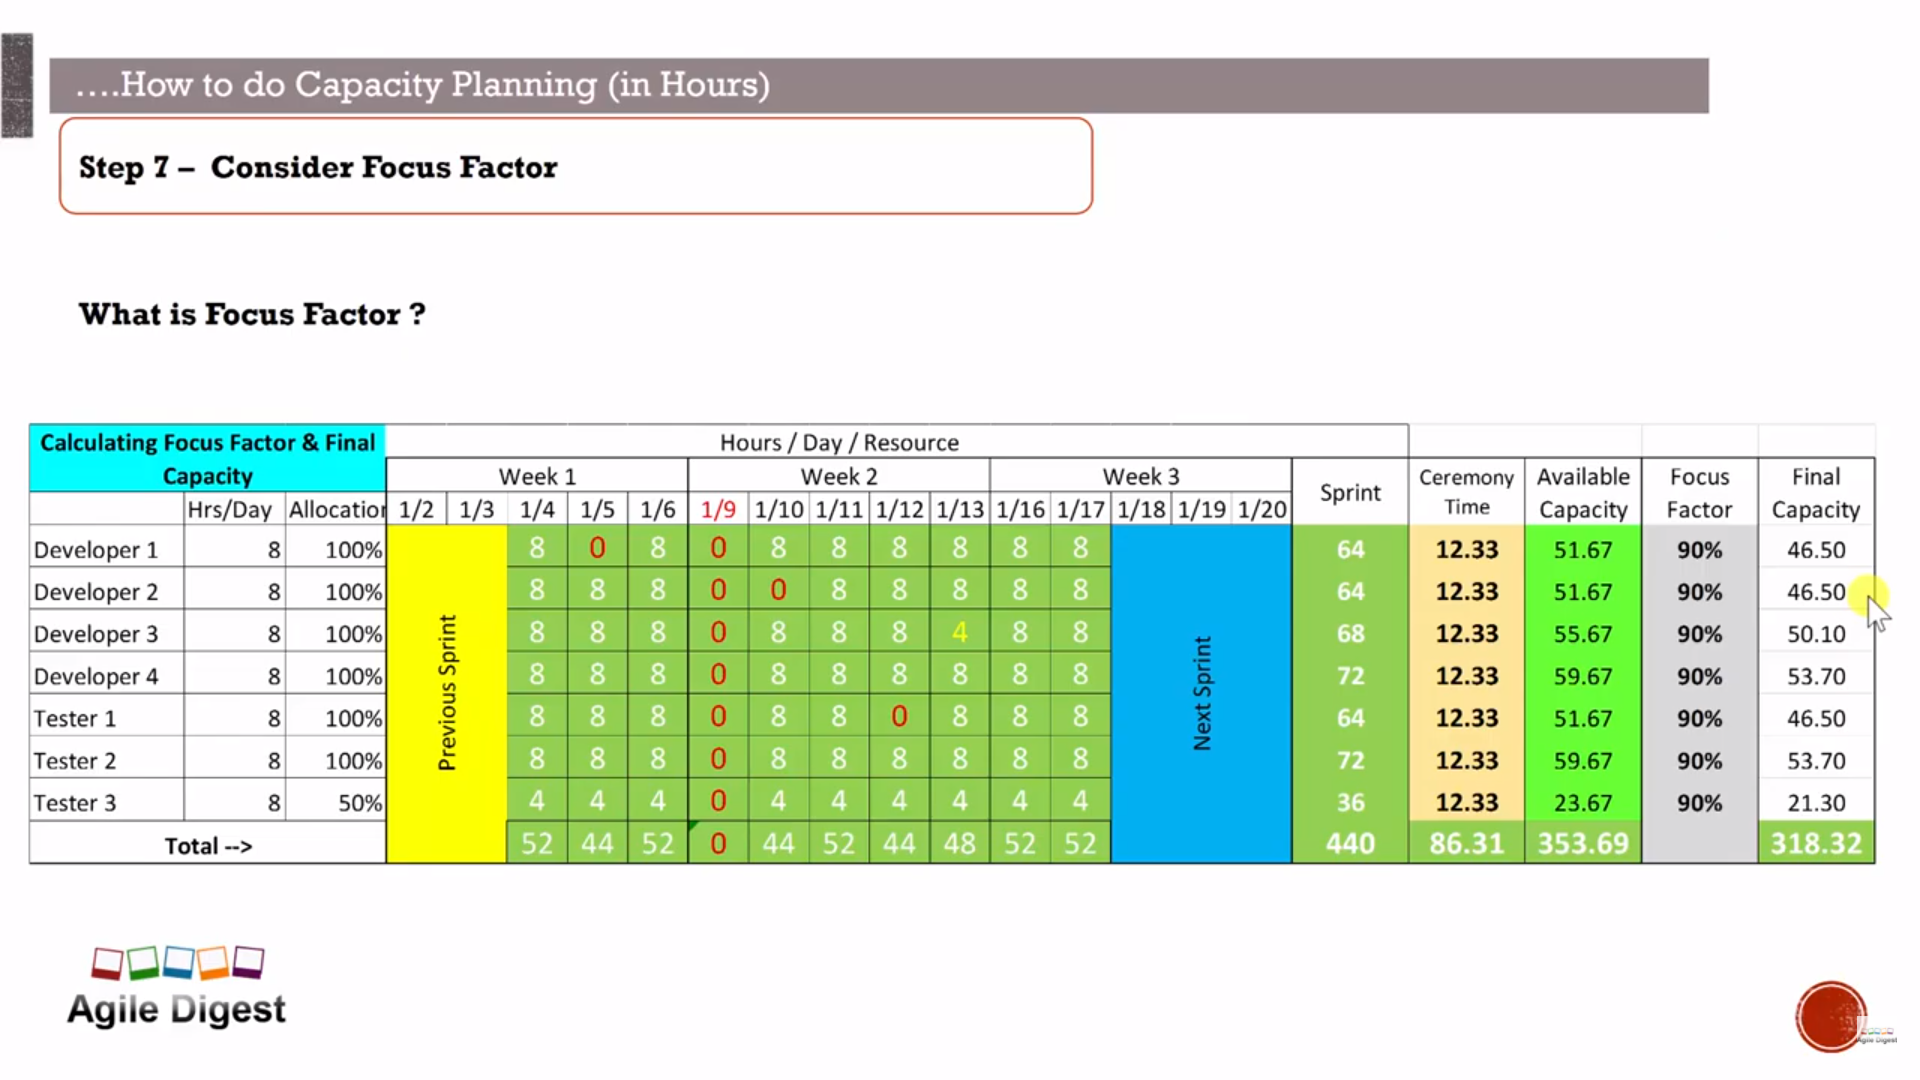 ....How to do Capacity Planning (in Hours)
Step 7 – Consider Focus Factor
What is Focus Factor ?
Calculating Focus Factor & Final Capacity
Hours / Day / Resource
Week 1 Week 2 Week 3 Sprint Ceremony Time Available Capacity Focus Factor Final Capacity
Hrs/Day Allocation 1/2 1/3 1/4 1/5 1/6 1/9 1/10 1/11 1/12 1/13 1/16 1/17 1/18 1/19 1/20
Previous Sprint
Next Sprint
Developer 1 8 100% 8 0 8 0 8 8 8 8 8 8 64 12.33 51.67 90% 46.50
Developer 2 8 100% 8 8 8 0 0 8 8 8 8 8 64 12.33 51.67 90% 46.50
Developer 3 8 100% 8 8 8 0 8 8 8 4 8 8 68 12.33 55.67 90% 50.10
Developer 4 8 100% 8 8 8 0 8 8 8 8 8 8 72 12.33 59.67 90% 53.70
Tester 1 8 100% 8 8 8 0 8 8 0 8 8 8 64 12.33 51.67 90% 46.50
Tester 2 8 100% 8 8 8 0 8 8 8 8 8 8 72 12.33 59.67 90% 53.70
Tester 3 8 50% 4 4 4 0 4 4 4 4 4 4 36 12.33 23.67 90% 21.30
Total --> 52 44 52 0 44 52 44 48 52 52 440 86.31 353.69 318.32
Agile Digest
Agile Digest